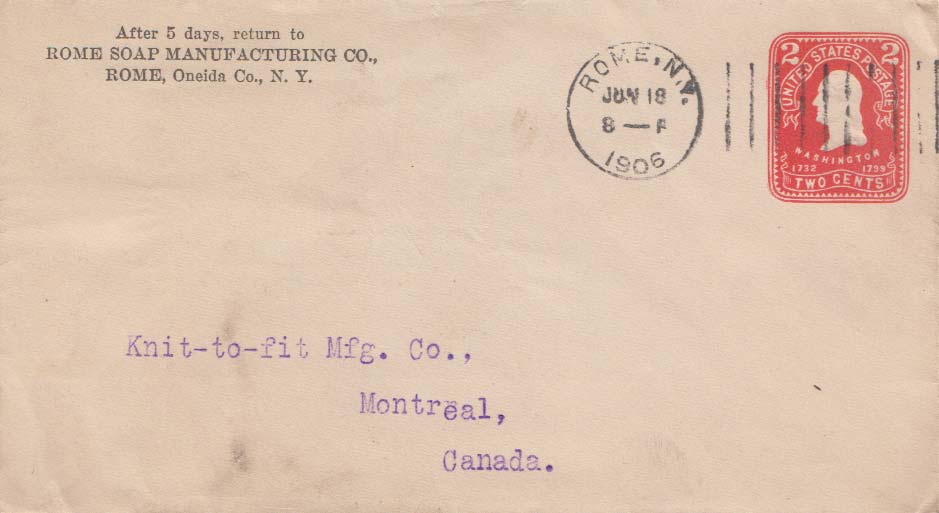 After 5 days, return to
ROME SOAP MANUFACTURING CO.,
ROME, Oneida Co., N. Y.
ROME, N.Y.
JUN 18
8 — P
1906
2 2
UNITED STATES POSTAGE
WASHINGTON
1732 1799
TWO CENTS
Knit-to-fit Mfg. Co.,
Montreal,
Canada.